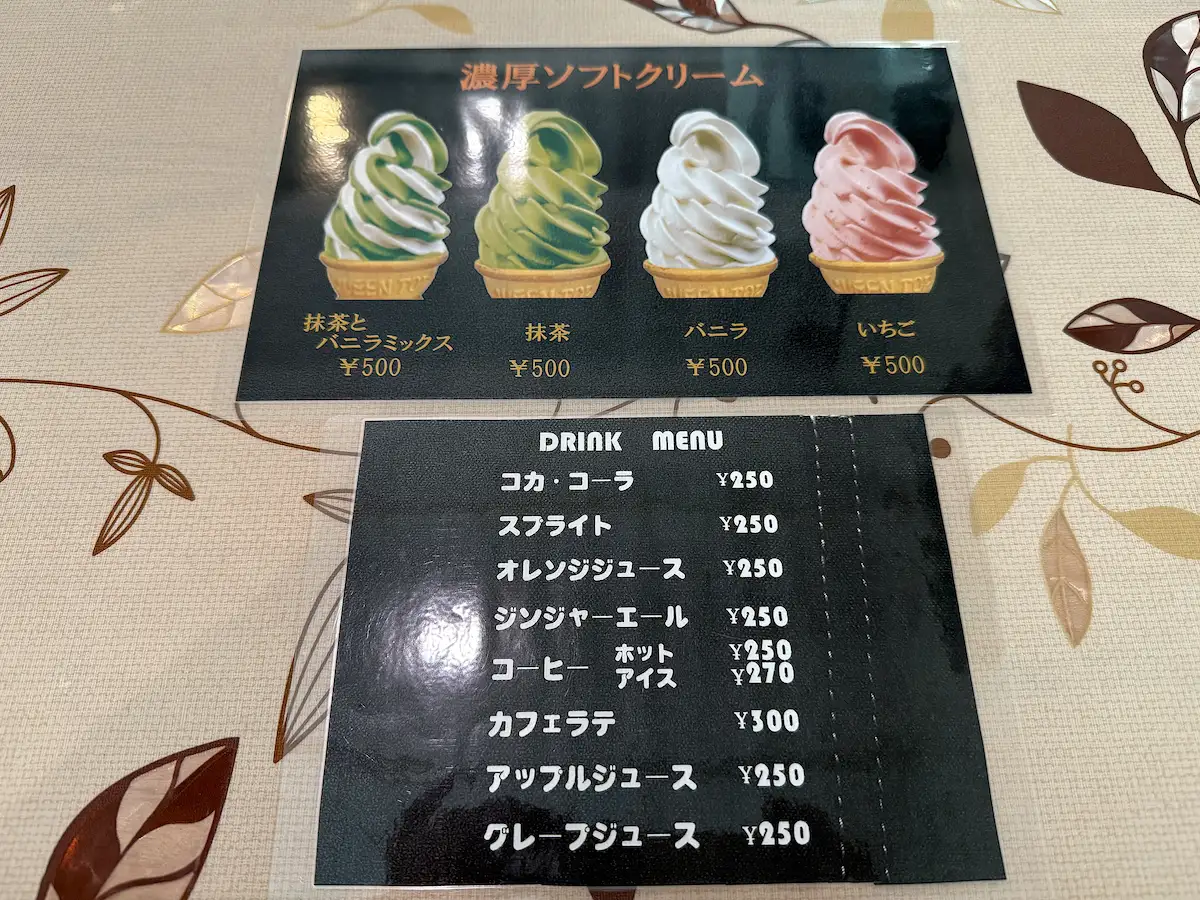 濃厚ソフトクリーム
抹茶と
バニラミックス
¥500
抹茶
¥500
バニラ
¥500
いちご
¥500
DRINK MENU
コカ・コーラ ¥250
スプライト ¥250
オレンジジュース ¥250
ジンジャーエール ¥250
コーヒー ホット ¥250
アイス ¥270
カフェラテ ¥300
アップルジュース ¥250
グレープジュース ¥250